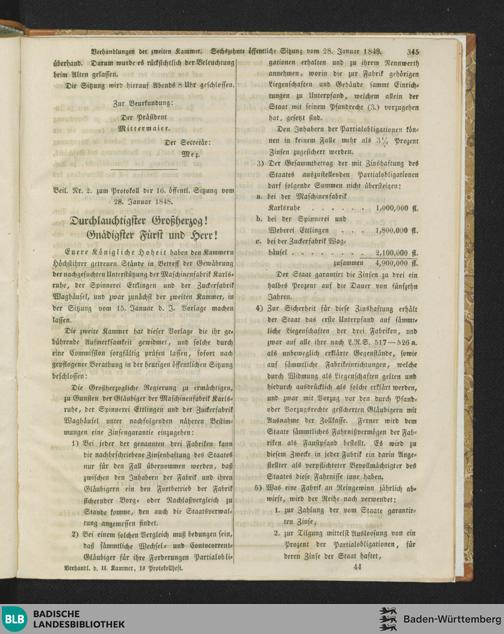 Verhandlungen der zweiten Kammer. Sechszehnte öffentliche Sitzung vom 28. Januar 1848. 345
überhand. Darum wurde es rücksichtlich der Beleuchtung
beim Alten gelassen.
Die Sitzung wird hierauf Abends 8 Uhr geschlossen.
Zur Beurkundung:
Der Präsident
Mittermaier.
Der Secretär:
Mez.
Beil. Nr. 2. zum Protokoll der 16. öffentl. Sitzung vom
28. Januar 1848.
Durchlauchtigster Großherzog!
Gnädigster Fürst und Herr!
Euere Königliche Hoheit haben den Kammern
Höchstihrer getreuen Stände in Betreff der Gewährung
der nachgesuchten Unterstützung der Maschinenfabrik Karls-
ruhe, der Spinnerei Ettlingen und der Zuckerfabrik
Waghäusel, und zwar zunächst der zweiten Kammer, in
der Sitzung vom 15. Januar d. J. Vorlage machen
lassen.
Die zweite Kammer hat dieser Vorlage die ihr ge-
bührende Aufmerksamkeit gewidmet, und solche durch
eine Commission sorgfältig prüfen lassen, sofort nach
gepflogener Berathung in der heutigen öffentlichen Sitzung
beschlossen:
Die Großherzogliche Regierung zu ermächtigen,
zu Gunsten der Gläubiger der Maschinenfabrik Karls-
ruhe, der Spinnerei Ettlingen und der Zuckerfabrik
Waghäusel unter nachfolgenden näheren Bestim-
mungen eine Zinsengarantie einzugehen:
1) Bei jeder der genannten drei Fabriken kann
die nachbeschriebene Zinsenhaftung des Staates
nur für den Fall übernommen werden, daß
zwischen den Inhabern der Fabrik und ihren
Gläubigern ein den Fortbetrieb der Fabrik
sichernder Borg- oder Nachlaßvergleich zu
Stande komme, den auch die Staatsverwal-
tung angemessen findet.
2) Bei einem solchen Vergleich muß bedungen sein,
daß sämmtliche Wechsel- und Contocorrent-
Gläubiger für ihre Forderungen Partialobli-
Verhandl. d. II. Kammer, 18 Protokollheft.
gationen erhalten und zu ihrem Nennwerth
annehmen, worin die zur Fabrik gehörigen
Liegenschaften und Gebäude sammt Einrich-
tungen zu Unterpfand, welchem allein der
Staat mit seinem Pfandrecht (3.) vorzugehen
hat, gesetzt sind.
Den Inhabern der Partialobligationen kön-
nen in keinem Falle mehr als 3½ Prozent
Zinsen zugesichert werden.
3) Der Gesammtbetrag der mit Zinshaftung des
Staates auszustellenden Partialobligationen
darf folgende Summen nicht übersteigen:
a. bei der Maschinenfabrik
Karlsruhe . . . . . 1,000,000 fl.
b. bei der Spinnerei und
Weberei Ettlingen . . . 1,800,000 fl.
c. bei der Zuckerfabrik Wag-
häusel . . . . . . . 2,100,000 fl.
zusammen 4,900,000 fl.
Der Staat garantirt die Zinsen zu drei ein
halbes Prozent auf die Dauer von fünfzehn
Jahren.
4) Zur Sicherheit für diese Zinshaftung erhält
der Staat das erste Unterpfand auf sämmt-
liche Liegenschaften der drei Fabriken, und
zwar auf alle ihre nach L.R.S. 517—526 a.
als unbeweglich erklärte Gegenstände, sowie
auf sämmtliche Fabrikeinrichtungen, welche
durch Widmung als Liegenschaften gelten und
hiedurch ausdrücklich als solche erklärt werden,
und zwar mit Vorzug vor den durch Pfand-
oder Vorzugsrechte gesicherten Gläubigern mit
Ausnahme der Zollkasse. Ferner wird dem
Staate sämmtliches Fahrnißvermögen der Fab-
riken als Faustpfand bestellt. Es wird zu
diesem Zwecke in jeder Fabrik ein darin Ange-
stellter als verpflichteter Bevollmächtigter des
Staates diese Fahrnisse inne haben.
5) Was eine Fabrik an Reingewinn jährlich ab-
wirft, wird der Reihe nach verwendet:
1. zur Zahlung der vom Staate garantir-
ten Zinse,
2. zur Tilgung mittelst Ausloosung von ein
Prozent der Partialobligationen, für
deren Zinse der Staat haftet,
44
BLB BADISCHE
LANDESBIBLIOTHEK
Baden-Württemberg